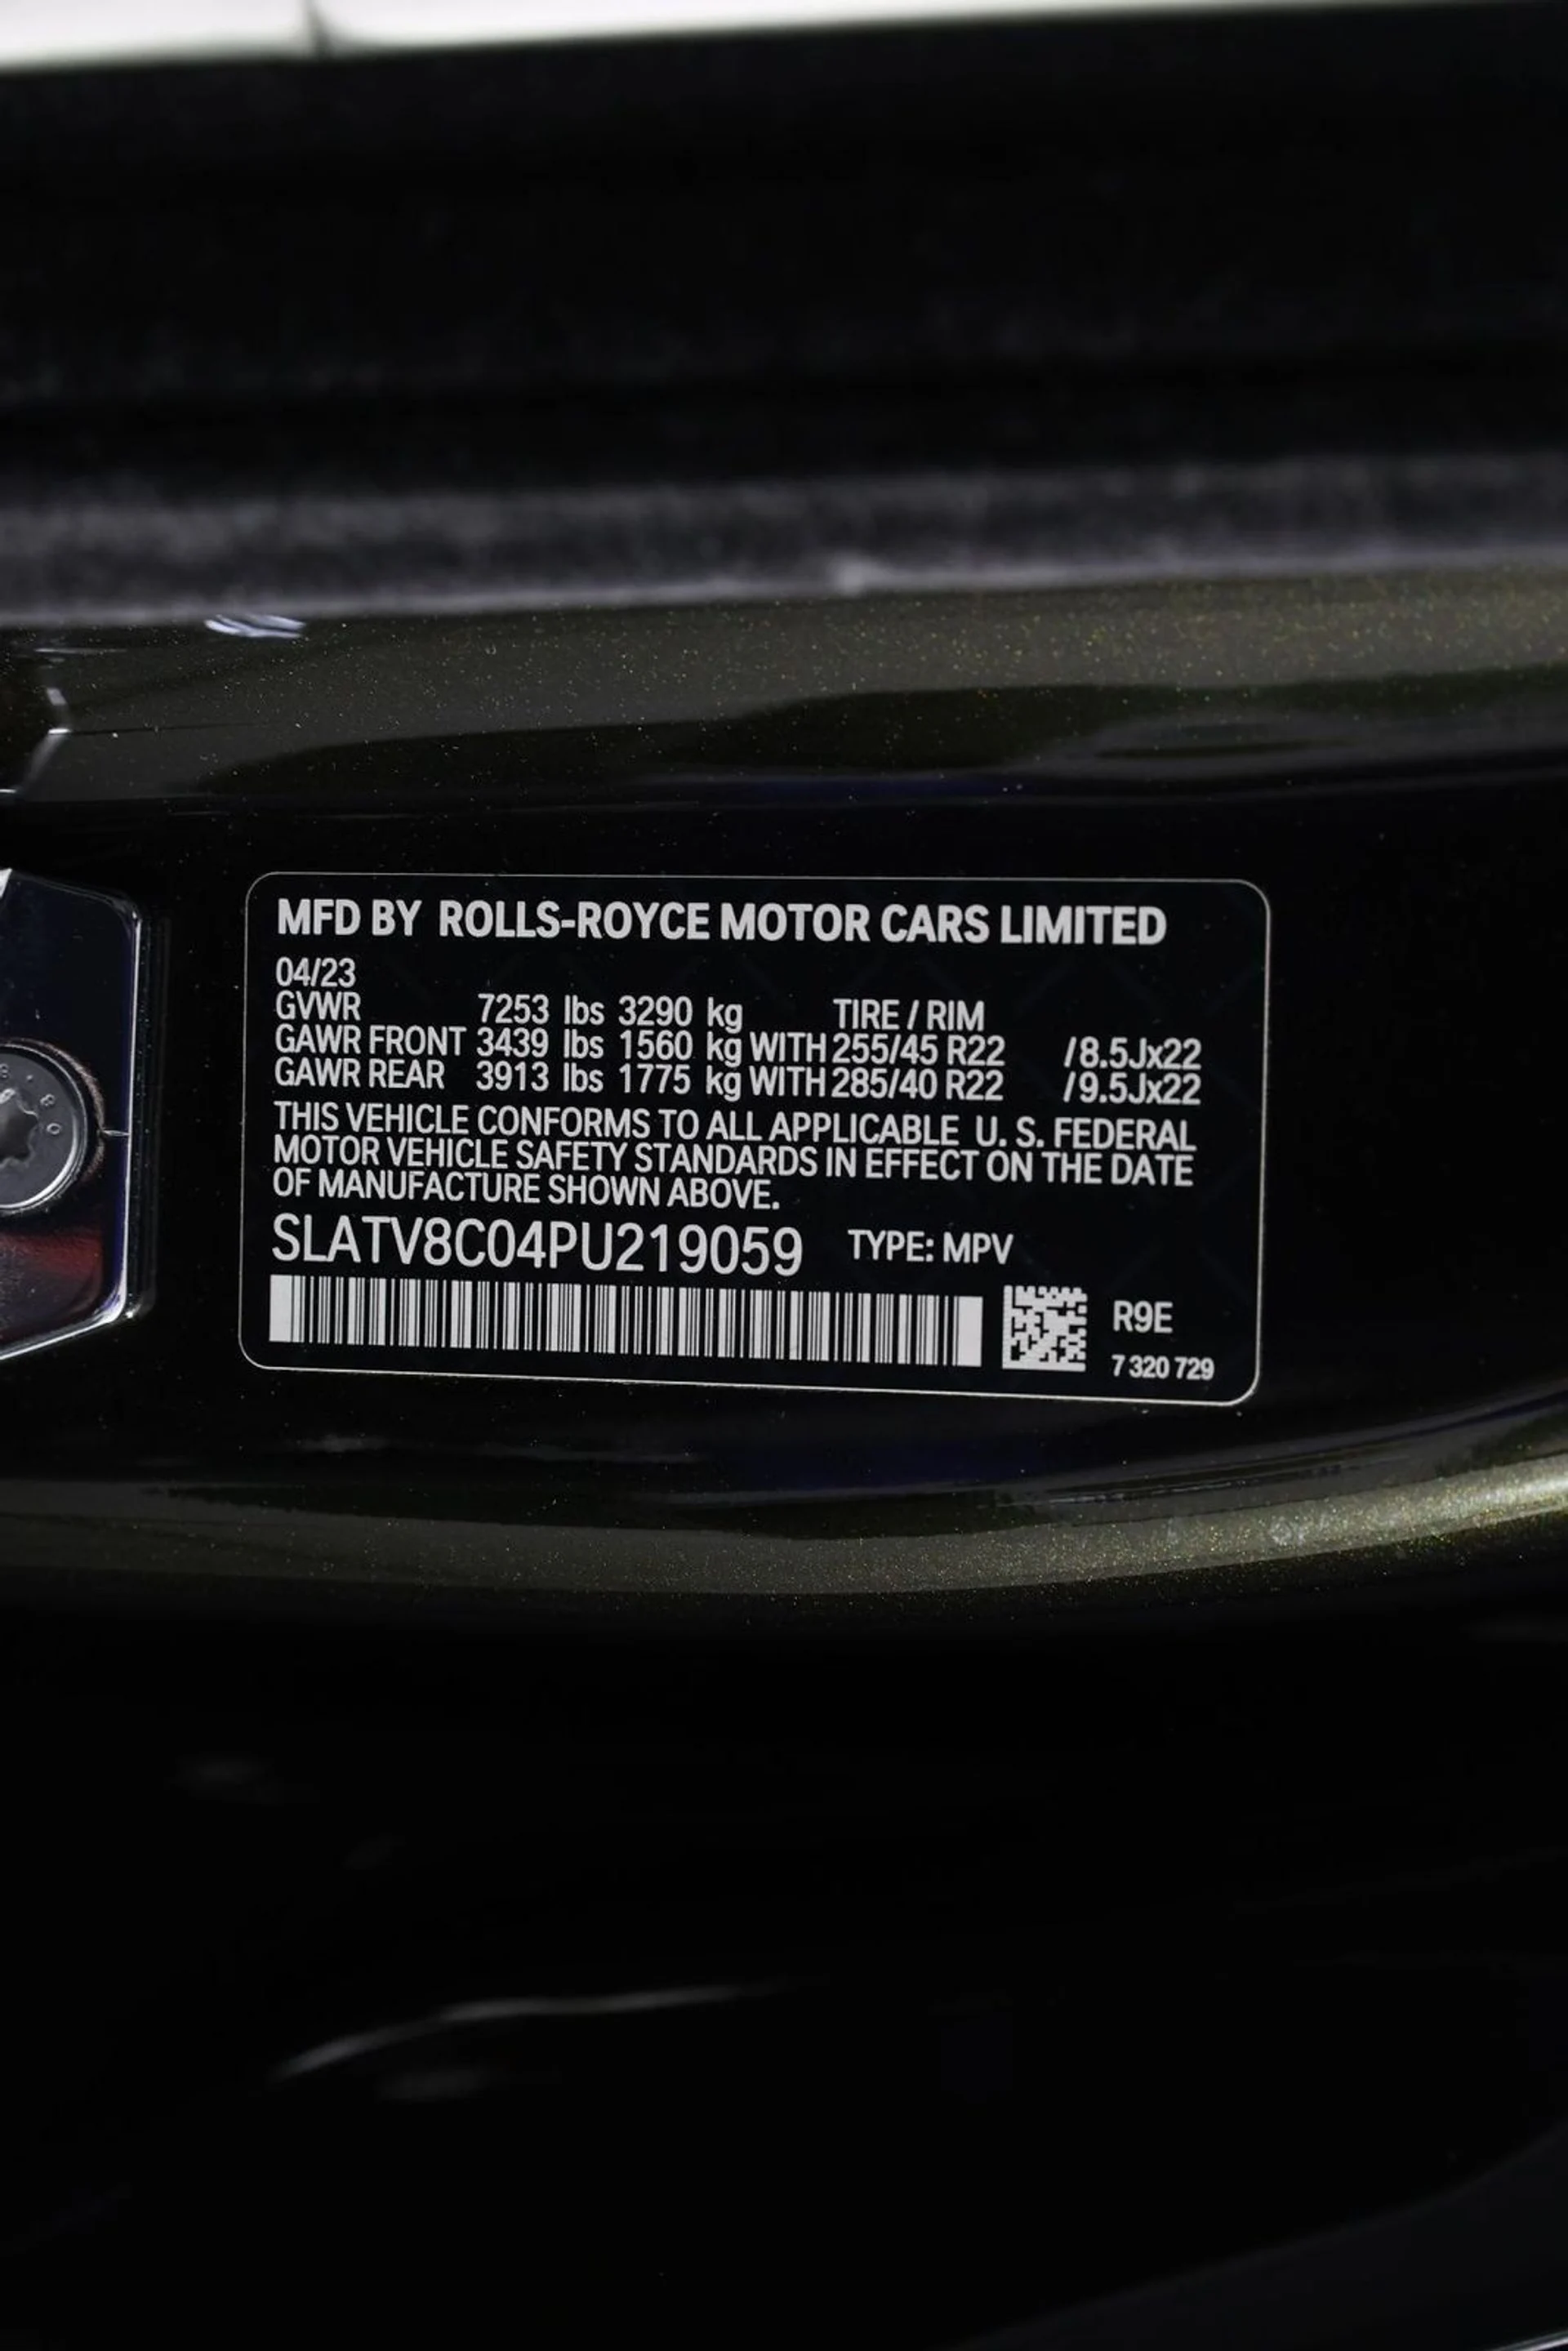 MFD BY ROLLS-ROYCE MOTOR CARS LIMITED
04/23
GVWR 7253 lbs 3290 kg TIRE / RIM
GAWR FRONT 3439 lbs 1560 kg WITH 255/45 R22 /8.5Jx22
GAWR REAR 3913 lbs 1775 kg WITH 285/40 R22 /9.5Jx22
THIS VEHICLE CONFORMS TO ALL APPLICABLE U. S. FEDERAL
MOTOR VEHICLE SAFETY STANDARDS IN EFFECT ON THE DATE
OF MANUFACTURE SHOWN ABOVE.
SLATV8C04PU219059 TYPE: MPV
R9E
7 320 729